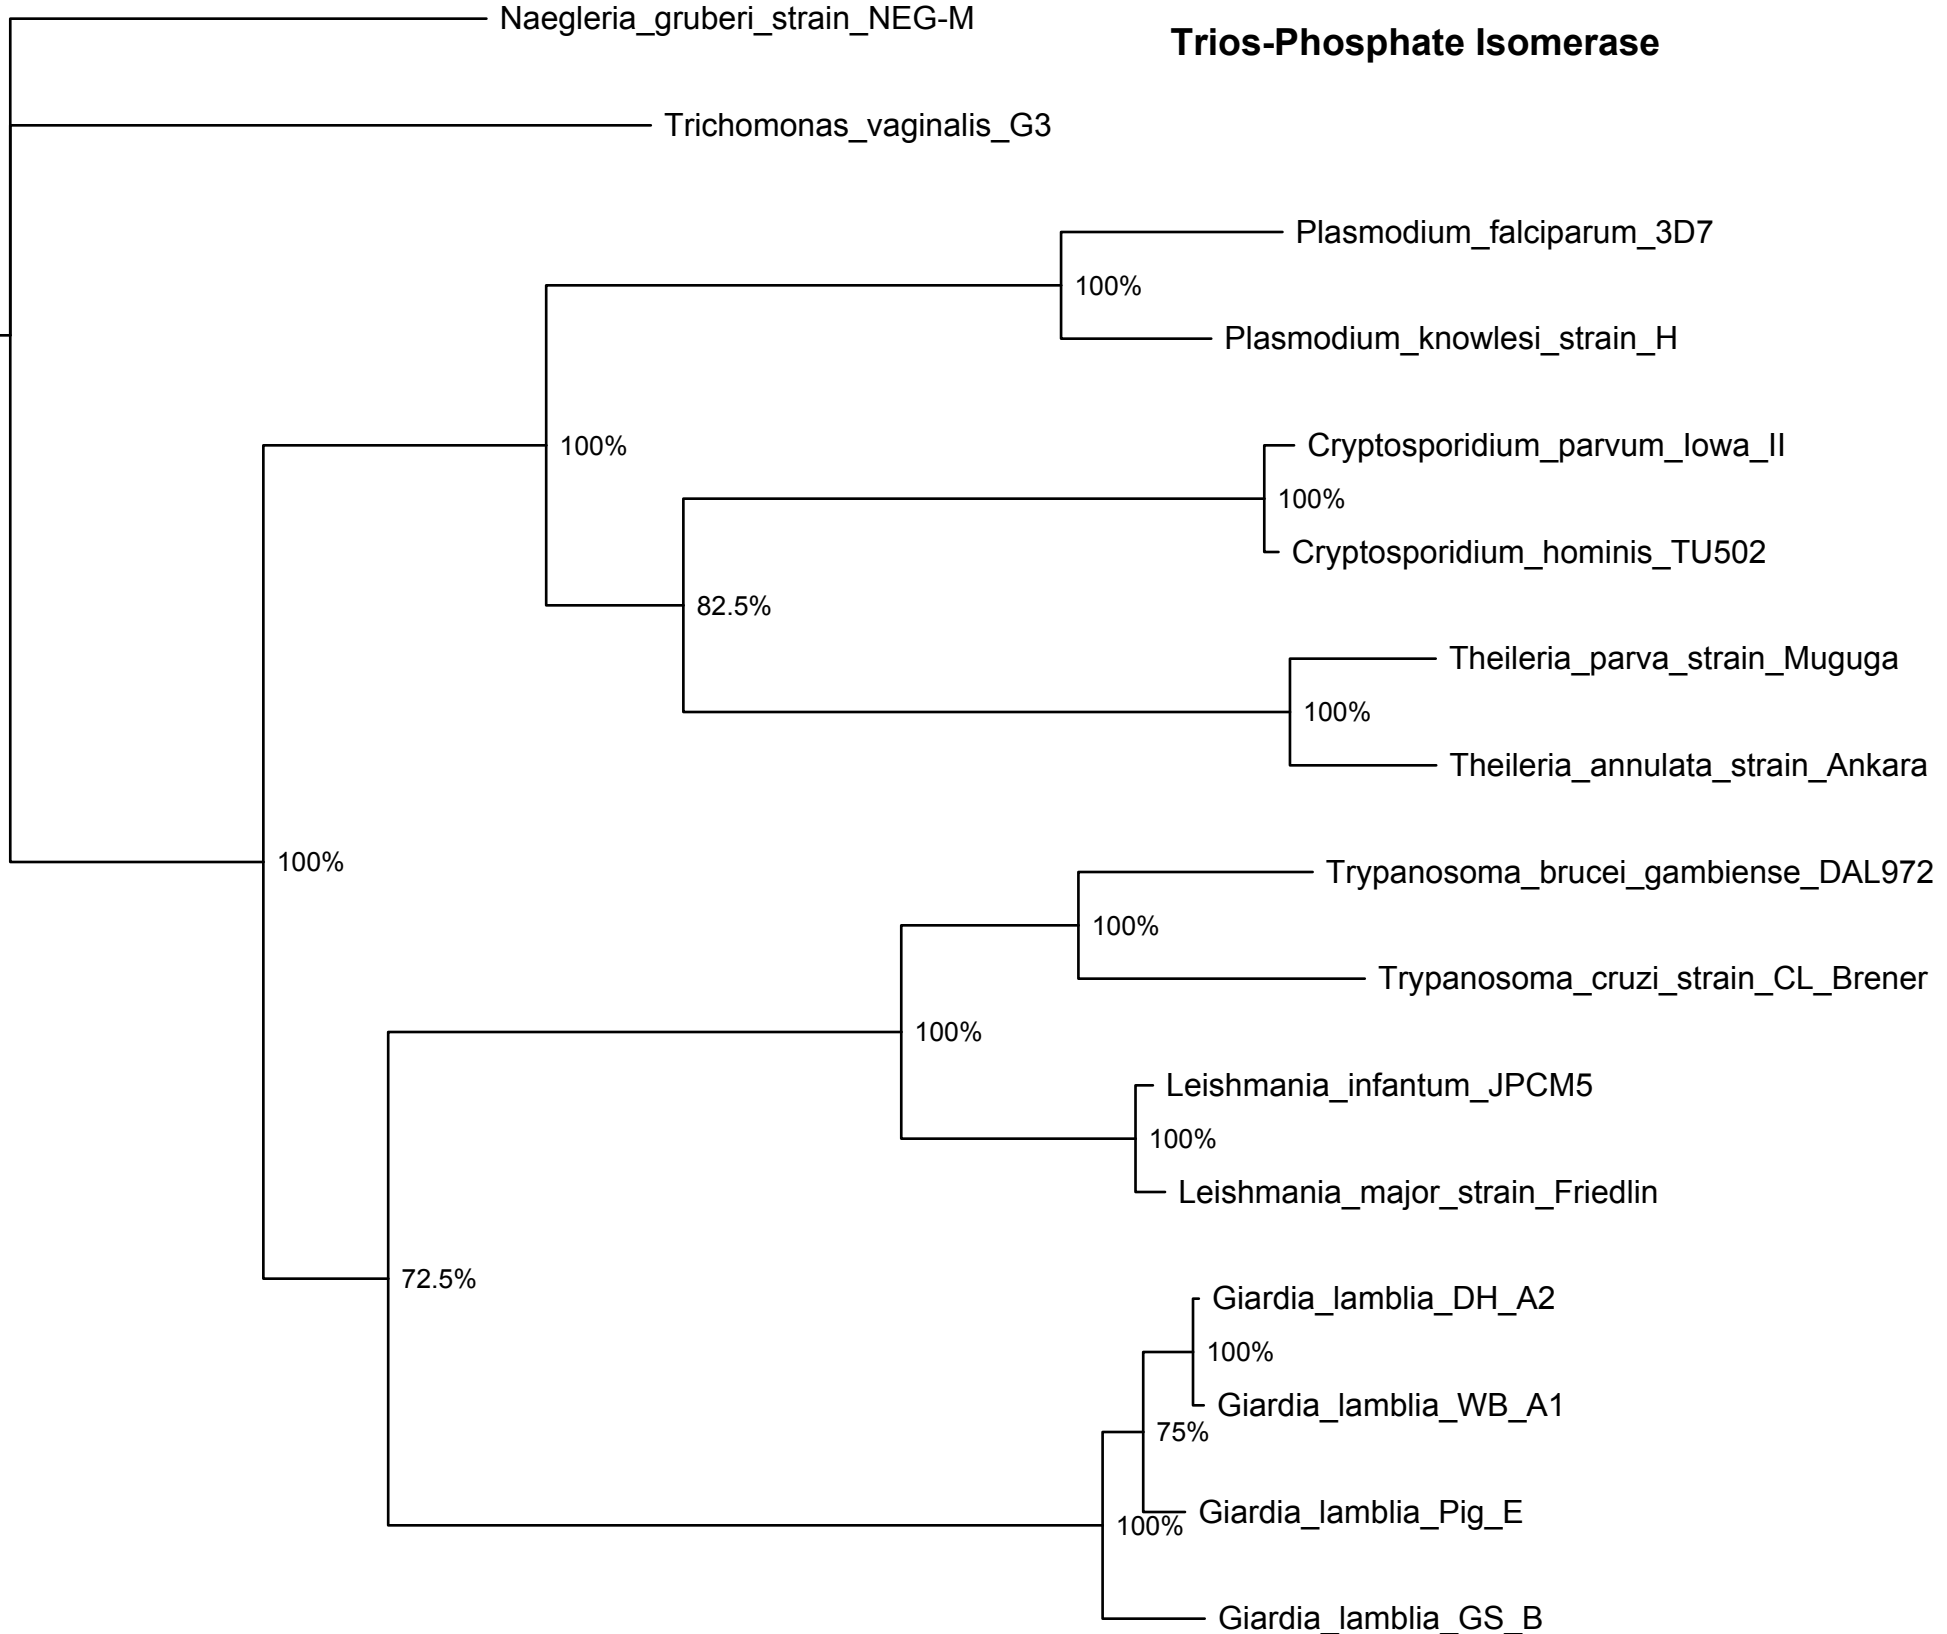 Naegleria_gruberi_strain_NEG-M
Trios-Phosphate Isomerase
Trichomonas_vaginalis_G3
Plasmodium_falciparum_3D7
100%
Plasmodium_knowlesi_strain_H
100%
Cryptosporidium_parvum_Iowa_II
100%
Cryptosporidium_hominis_TU502
82.5%
Theileria_parva_strain_Muguga
100%
Theileria_annulata_strain_Ankara
100%
Trypanosoma_brucei_gambiense_DAL972
100%
Trypanosoma_cruzi_strain_CL_Brener
100%
Leishmania_infantum_JPCM5
100%
Leishmania_major_strain_Friedlin
72.5%
Giardia_lamblia_DH_A2
100%
Giardia_lamblia_WB_A1
75%
Giardia_lamblia_Pig_E
100%
Giardia_lamblia_GS_B